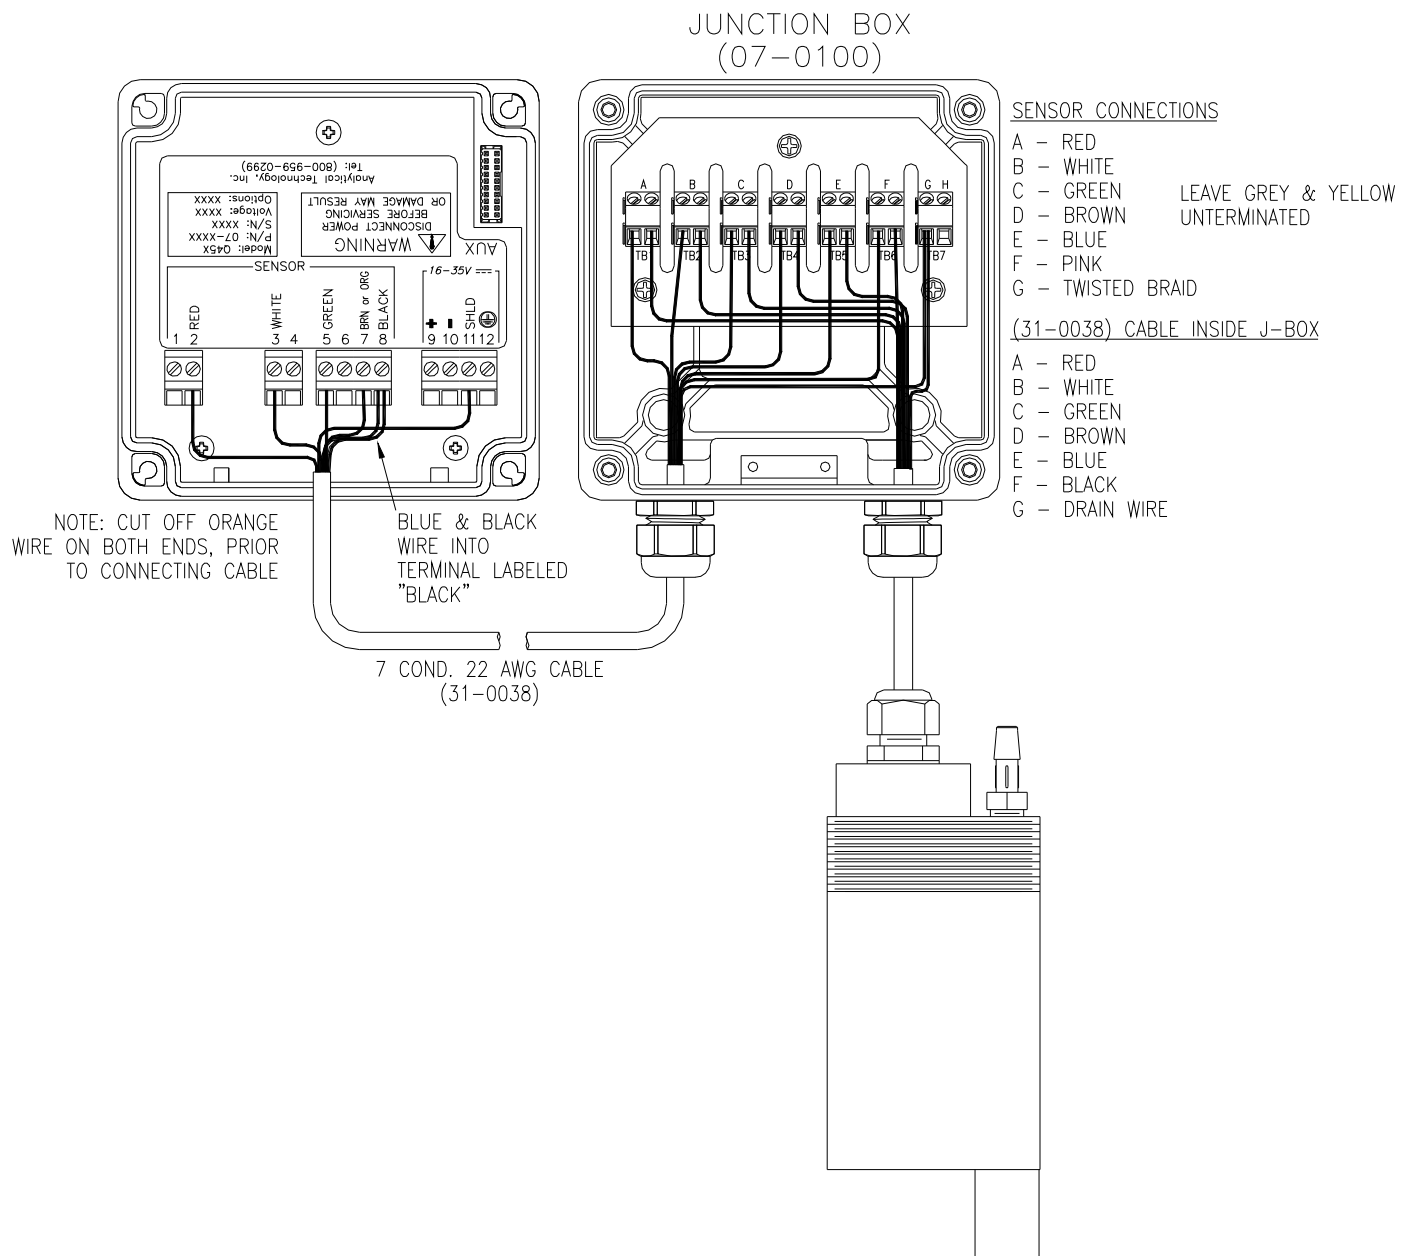 JUNCTION BOX
(07-0100)
Tel: (800-959-0299)
Analytical Technology, Inc.
Options: XXXX
Voltage: XXXX
S/N: XXXX
P/N: 07-XXXX
Model: Q45X
OR DAMAGE MAY RESULT
BEFORE SERVICING
DISCONNECT POWER
WARNING
AUX
SENSOR
16-35V
RED
WHITE
GREEN
BRN or ORG
BLACK
+
-
SHLD
1 2 3 4 5 6 7 8 9 10 11 12
A B C D E F G H
TB1 TB2 TB3 TB4 TB5 TB6 TB7
SENSOR CONNECTIONS
A - RED
B - WHITE
C - GREEN
D - BROWN
E - BLUE
F - PINK
G - TWISTED BRAID
LEAVE GREY & YELLOW
UNTERMINATED
(31-0038) CABLE INSIDE J-BOX
A - RED
B - WHITE
C - GREEN
D - BROWN
E - BLUE
F - BLACK
G - DRAIN WIRE
NOTE: CUT OFF ORANGE
WIRE ON BOTH ENDS, PRIOR
TO CONNECTING CABLE
BLUE & BLACK
WIRE INTO
TERMINAL LABELED
"BLACK"
7 COND. 22 AWG CABLE
(31-0038)